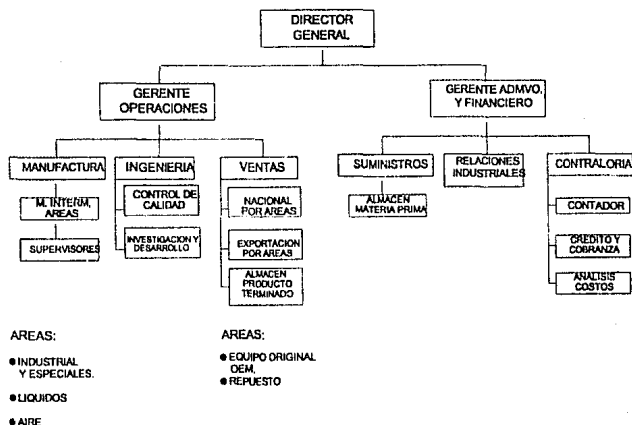 DIRECTOR
GENERAL
GERENTE
OPERACIONES
GERENTE ADMVO,
Y FINANCIERO
MANUFACTURA
INGENIERIA
VENTAS
SUMINISTROS
RELACIONES
INDUSTRIALES
CONTRALORIA
M. INTERM,
AREAS
SUPERVISORES
CONTROL DE
CALIDAD
INVESTIGACION Y
DESARROLLO
NACIONAL
POR AREAS
EXPORTACION
POR AREAS
ALMACEN
PRODUCTO
TERMINADO
ALMACEN
MATERIA PRIMA
CONTADOR
CREDITO Y
COBRANZA
ANALISIS
COSTOS
AREAS:
● INDUSTRIAL
Y ESPECIALES.
● LIQUIDOS
● AIRE
AREAS:
● EQUIPO ORIGINAL
OEM,
● REPUESTO